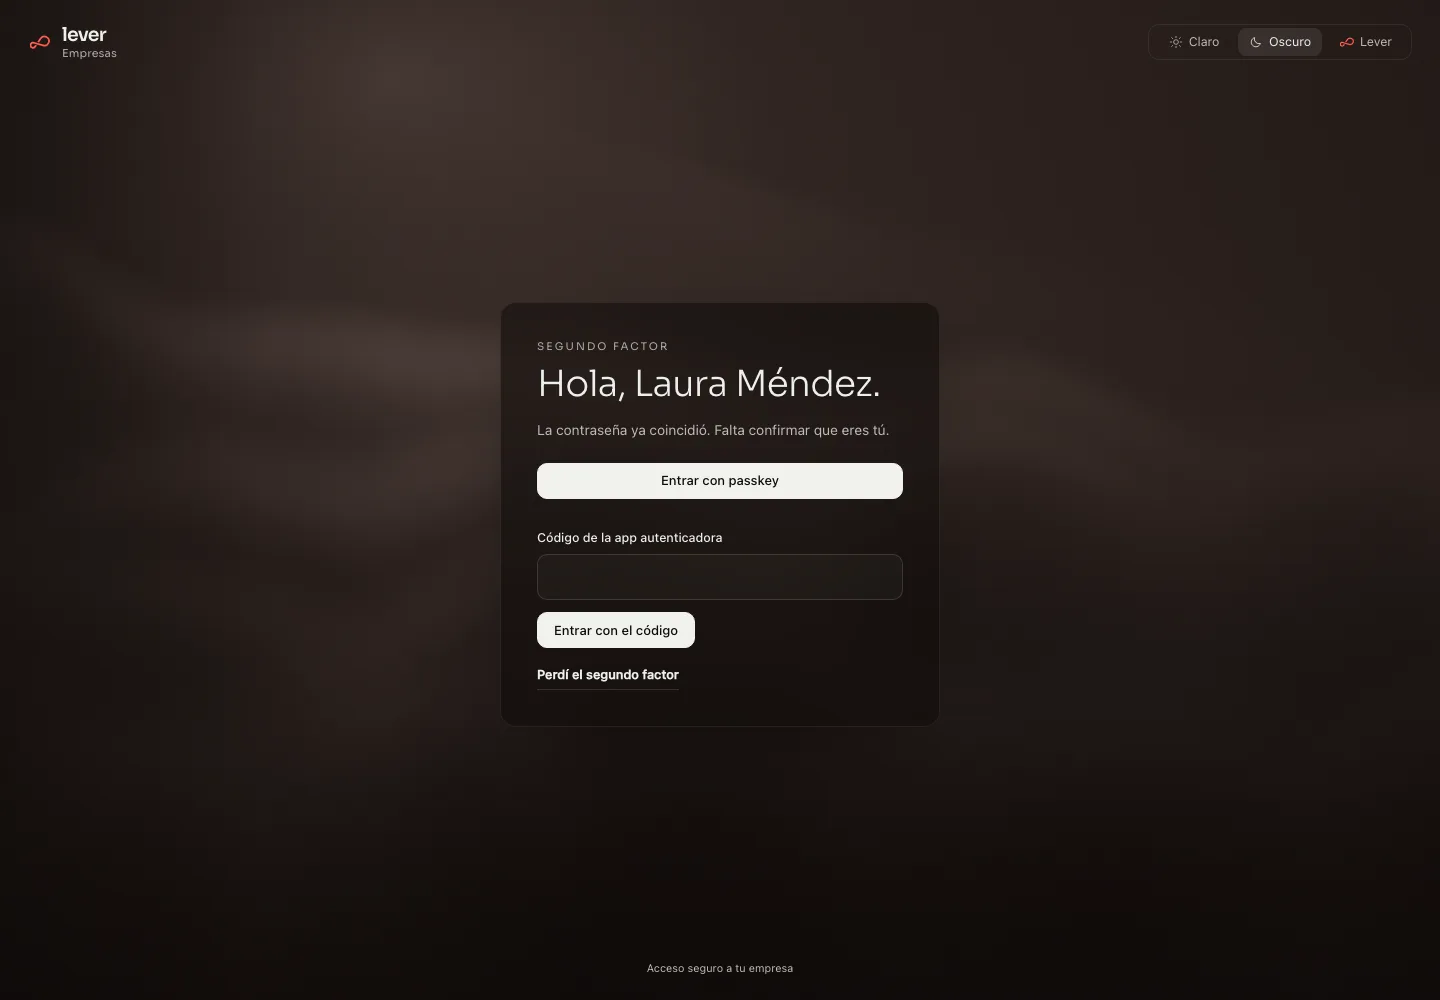 lever
Empresas
Claro
Oscuro
Lever
SEGUNDO FACTOR
Hola, Laura Méndez.
La contraseña ya coincidió. Falta confirmar que eres tú.
Entrar con passkey
Código de la app autenticadora
Entrar con el código
Perdí el segundo factor
Acceso seguro a tu empresa